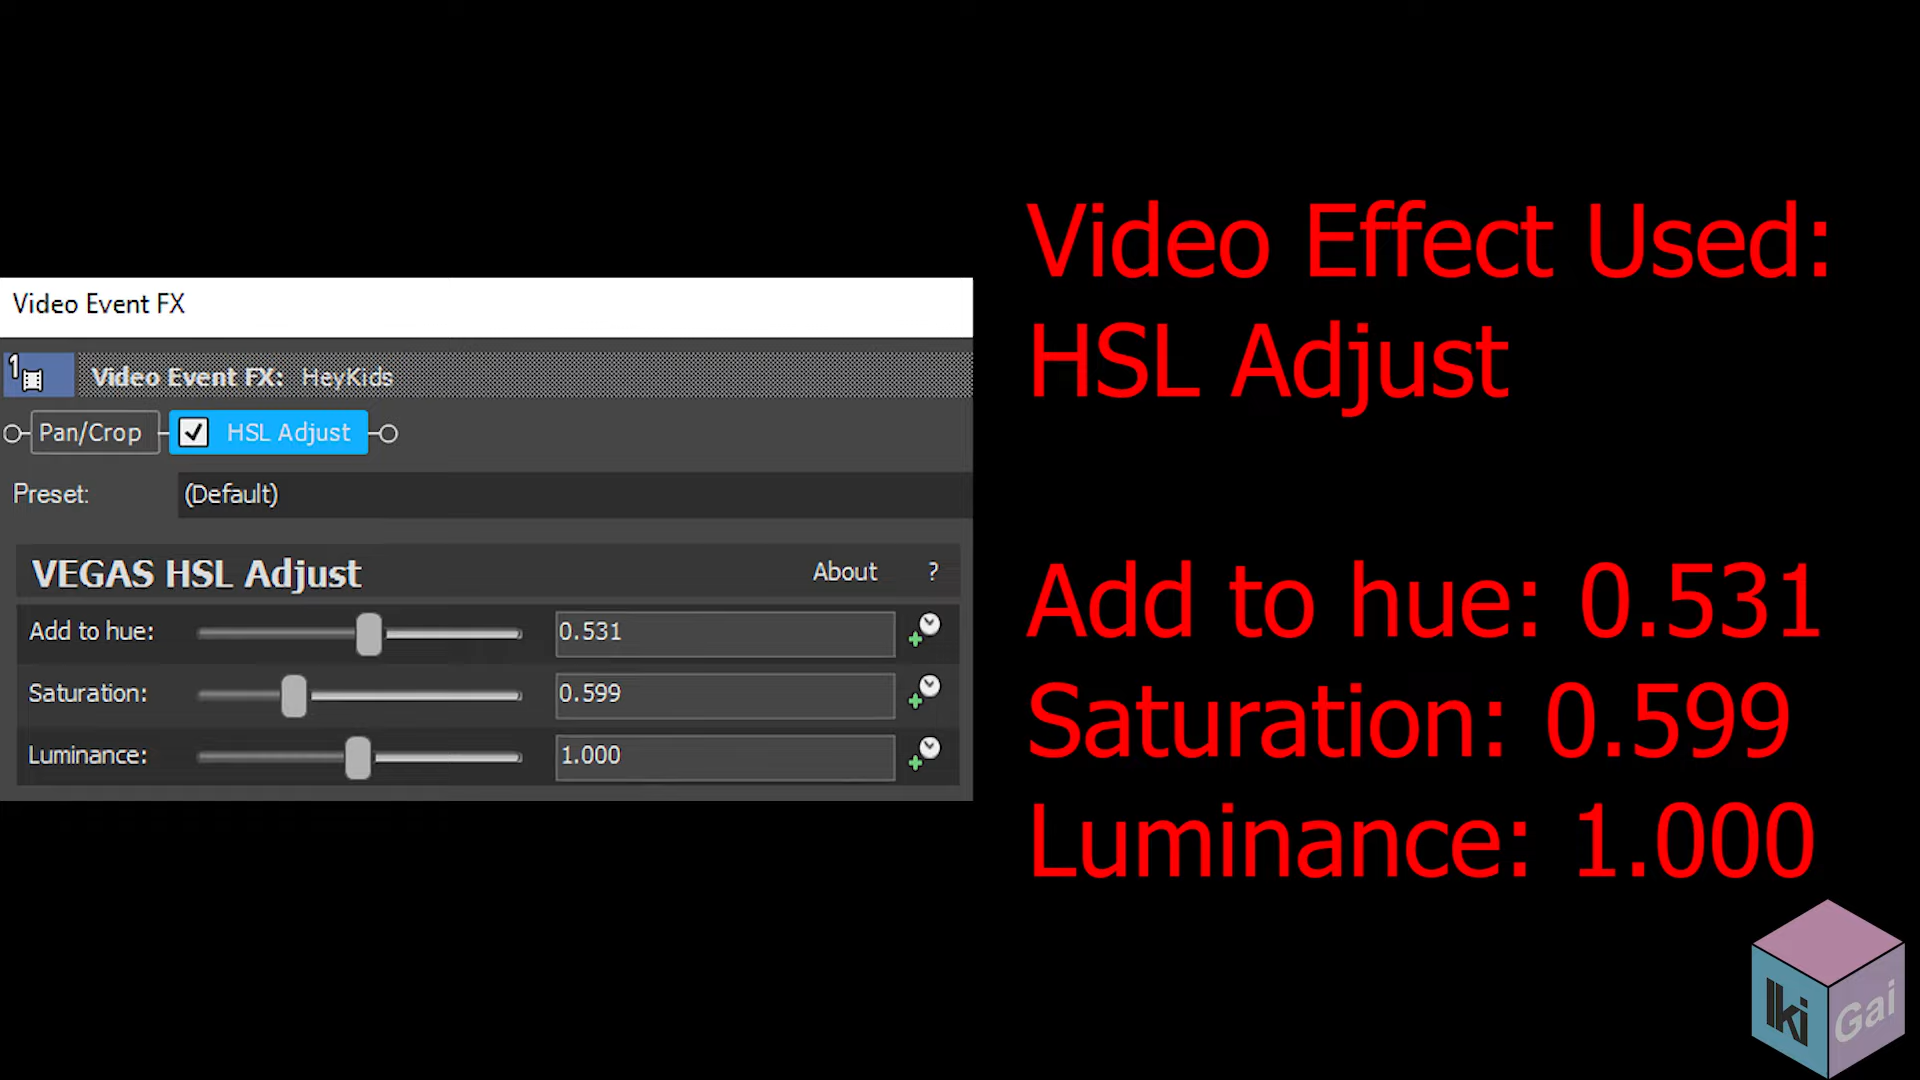 Video Event FX
1
Video Event FX: HeyKids
Pan/Crop
HSL Adjust
Preset: (Default)
VEGAS HSL Adjust About ?
Add to hue: 0.531
Saturation: 0.599
Luminance: 1.000
Video Effect Used:
HSL Adjust
Add to hue: 0.531
Saturation: 0.599
Luminance: 1.000
Iki
Gai